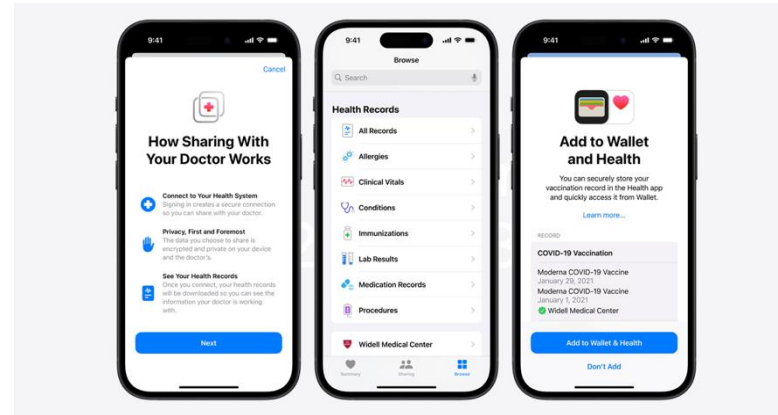 9:41
Cancel
How Sharing With
Your Doctor Works
Connect to Your Health System
Signing in creates a secure connection
so you can share with your doctor.
Privacy, First and Foremost
The data you choose to share is
encrypted and private on your device
and the doctor's.
See Your Health Records
Once you connect, your health records
will be downloaded so you can see the
information your doctor is working
with.
Next
9:41
Browse
Search
Health Records
All Records
Allergies
Clinical Vitals
Conditions
Immunizations
Lab Results
Medication Records
Procedures
Widell Medical Center
Summary
Sharing
Browse
9:41
Add to Wallet
and Health
You can securely store your
vaccination record in the Health app
and quickly access it from Wallet.
Learn more...
RECORD
COVID-19 Vaccination
Moderna COVID-19 Vaccine
January 29, 2021
Moderna COVID-19 Vaccine
January 1, 2021
Widell Medical Center
Add to Wallet & Health
Don't Add